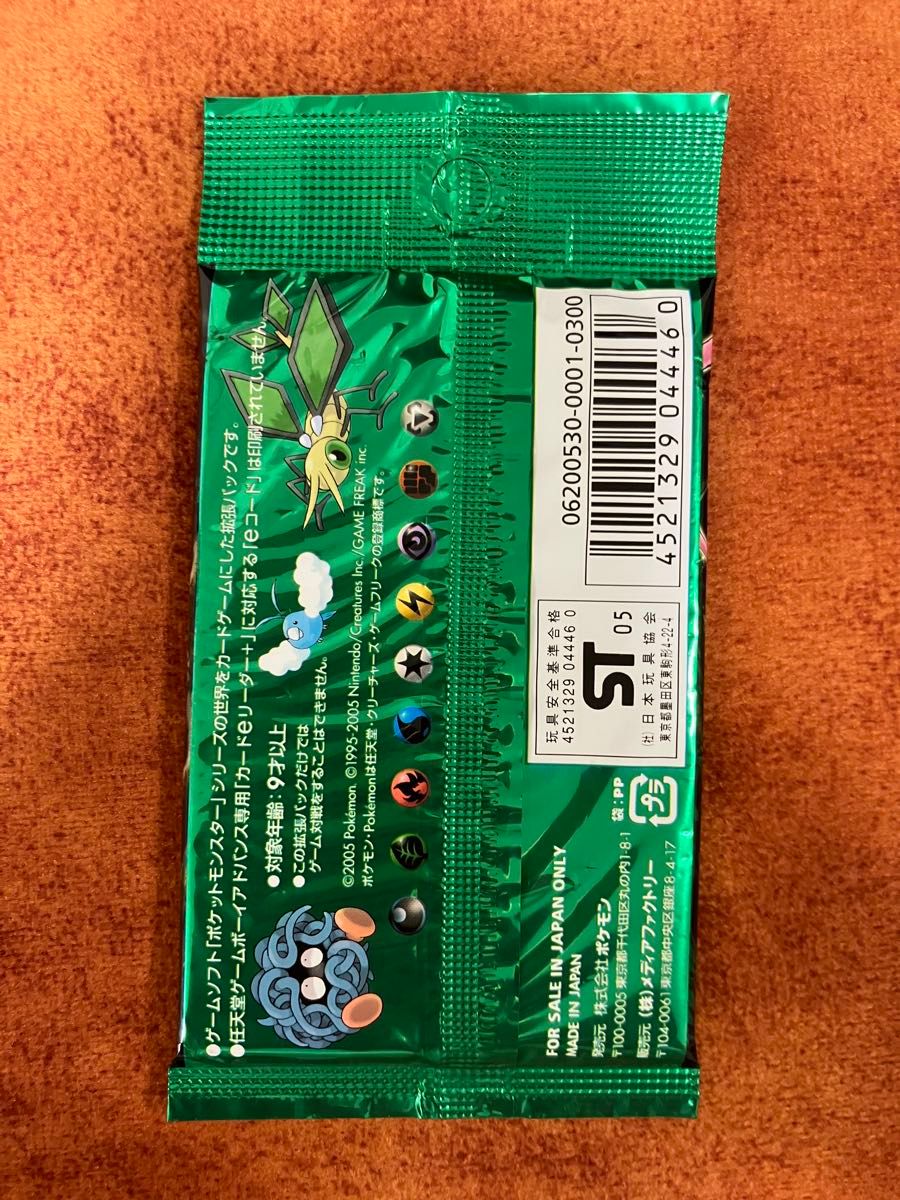 ●ゲームソフト「ポケットモンスター」シリーズの世界をカードゲームにした拡張パックです。
●任天堂ゲームボーイアドバンス専用「カードeリーダー+」に対応する「eコード」は印刷されていません。
●対象年齢：9才以上
●この拡張パックだけでは
ゲーム対戦をすることはできません。
©2005 Pokémon. ©1995-2005 Nintendo/Creatures Inc./GAME FREAK inc.
ポケモン・Pokémonは任天堂・クリーチャーズ・ゲームフリークの登録商標です。
FOR SALE IN JAPAN ONLY
MADE IN JAPAN
発売元 株式会社ポケモン
〒100-0005 東京都千代田区丸の内1-8-1
販売元 (株)メディアファクトリー
〒104-0061 東京都中央区銀座8-4-17
袋：PP
プラ
玩具安全基準合格
4521329 044460
ST 05
(社)日本玩具協会
東京都墨田区東駒形4-22-4
06200530-0001-0300
4521329 044460